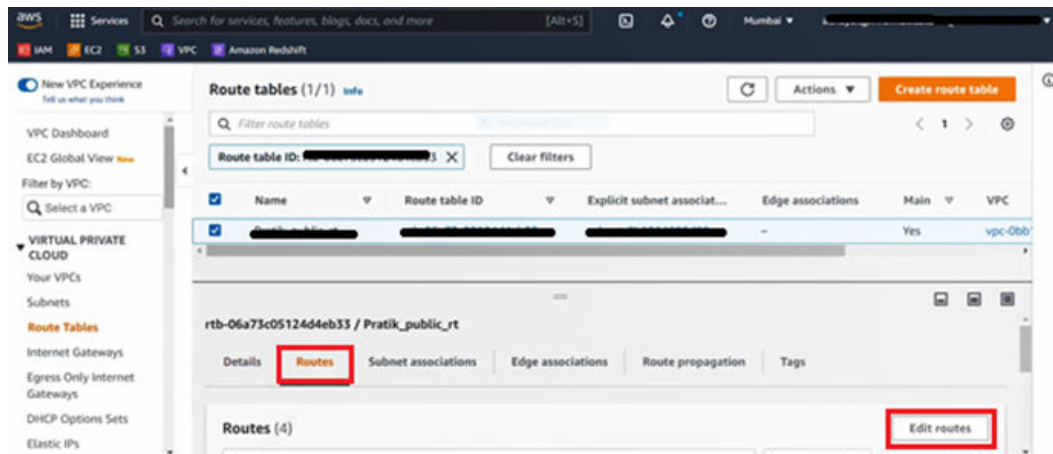 aws Services Search for services, features, blogs, docs, and more [Alt+S] Mumbai
IAM EC2 S3 VPC Amazon Redshift
New VPC Experience
Tell us what you think
VPC Dashboard
EC2 Global View New
Filter by VPC:
Select a VPC
VIRTUAL PRIVATE
CLOUD
Your VPCs
Subnets
Route Tables
Internet Gateways
Egress Only Internet
Gateways
DHCP Options Sets
Elastic IPs
Route tables (1/1) Info
Actions
Create route table
Filter route tables
1
Route table ID:
Clear filters
Name Route table ID Explicit subnet associat... Edge associations Main VPC
– Yes vpc-0bb
rtb-06a73c05124d4eb33 / Pratik_public_rt
Details Routes Subnet associations Edge associations Route propagation Tags
Routes (4)
Edit routes